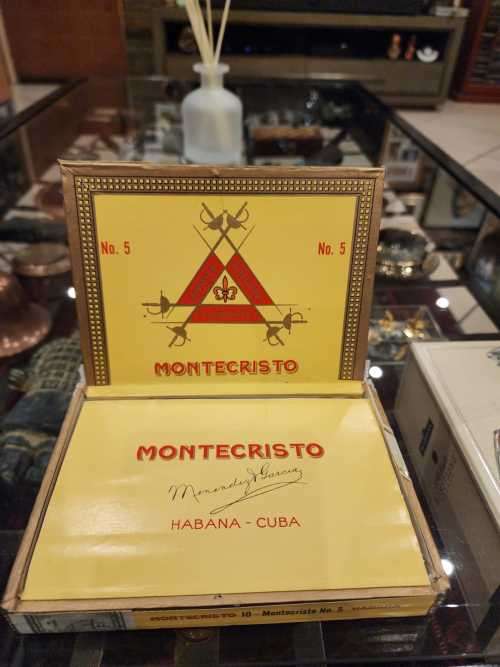 No. 5
No. 5
MONTECRISTO
MONTECRISTO
Menendez y Garcia
HABANA - CUBA
MONTECRISTO 10 - Montecristo No. 5 HABANA